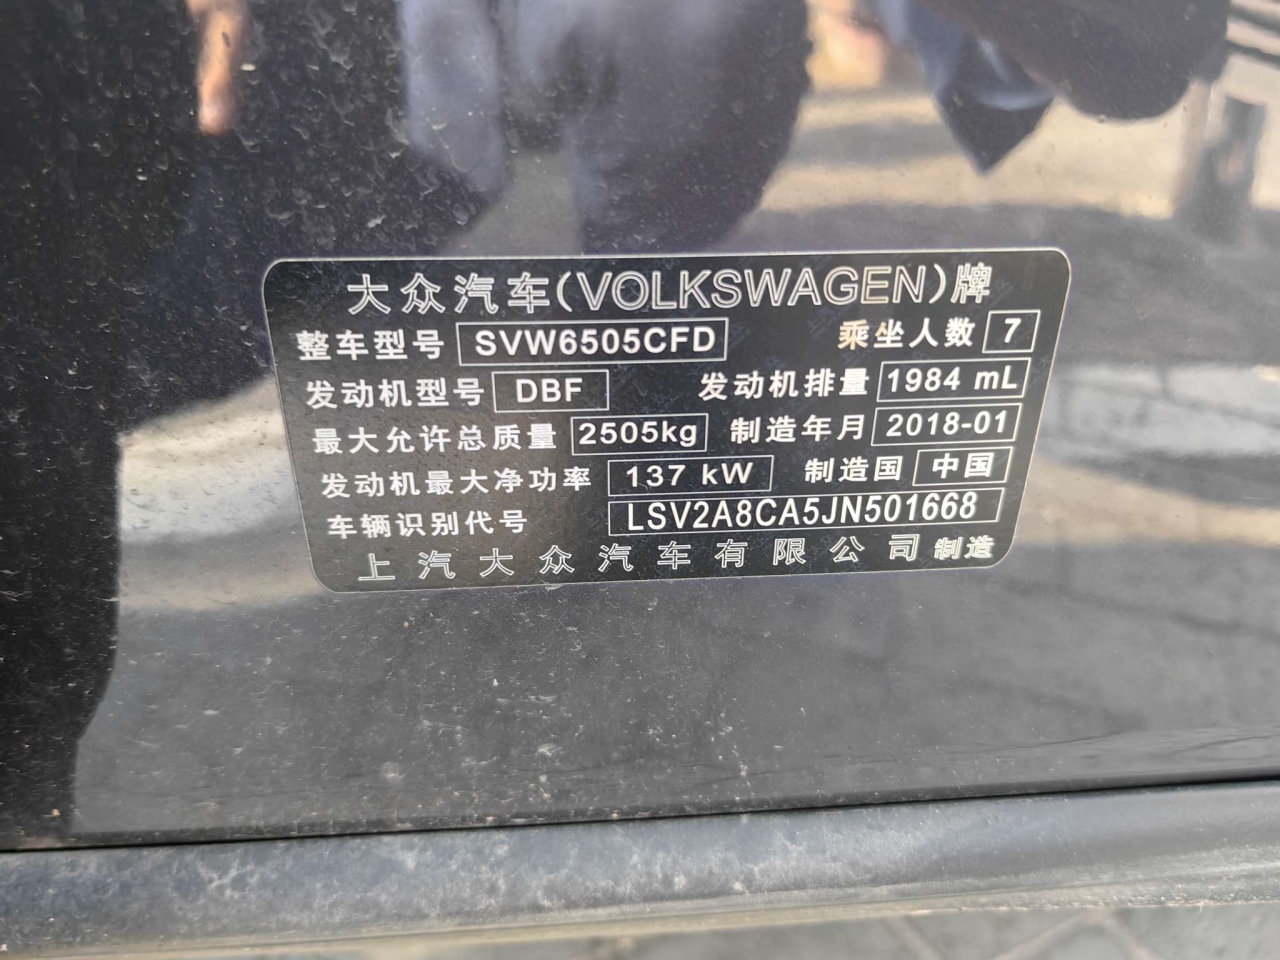 大众汽车(VOLKSWAGEN)牌
整车型号 SVW6505CFD 乘坐人数 7
发动机型号 DBF 发动机排量 1984 mL
最大允许总质量 2505kg 制造年月 2018-01
发动机最大净功率 137 kW 制造国 中国
车辆识别代号 LSV2A8CA5JN501668
上汽大众汽车有限公司 制造